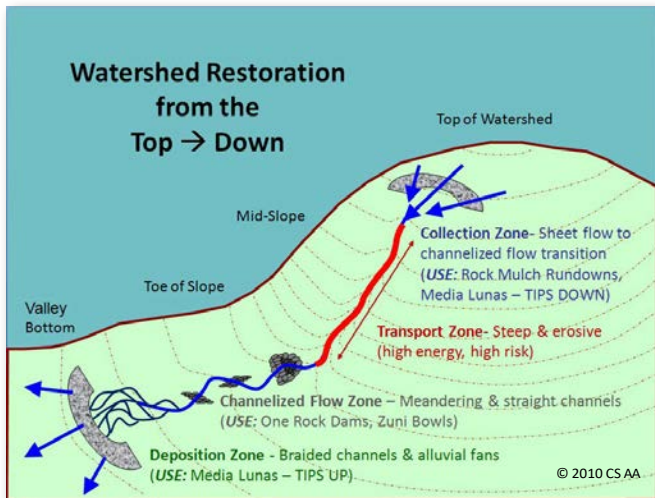 Watershed Restoration
from the
Top → Down
Top of Watershed
Mid-Slope
Collection Zone- Sheet flow to
channelized flow transition
(USE: Rock Mulch Rundowns,
Media Lunas – TIPS DOWN)
Toe of Slope
Valley
Bottom
Transport Zone- Steep & erosive
(high energy, high risk)
Channelized Flow Zone – Meandering & straight channels
(USE: One Rock Dams, Zuni Bowls)
Deposition Zone - Braided channels & alluvial fans
(USE: Media Lunas – TIPS UP)
© 2010 CS AA